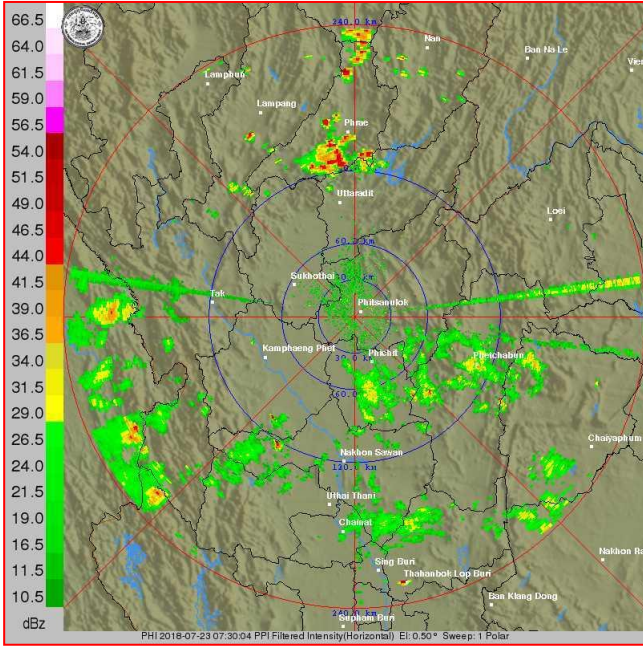 66.5
64.0
61.5
59.0
56.5
54.0
51.5
49.0
46.5
44.0
41.5
39.0
36.5
34.0
31.5
29.0
26.5
24.0
21.5
19.0
16.5
11.5
10.5
dBz
240.0 km
Nan
Ban Na Le
Vien
Lamphun
Lampang
Phrae
Uttaradit
Loei
60.0 km
Sukhothai
Tak
Phitsanulok
Kamphaeng Phet
30.0 km
Phichit
Phetchabun
60.0 km
Chaiyaphum
Nakhon Sawan
120.0 km
Uthai Thani
Chainat
Sing Buri
Thahanbok Lop Buri
Nakhon Ra
Ban Klang Dong
240.0 km
Supham Buri
PHI 2018-07-23 07:30:04 PPI Filtered Intensity(Horizontal) El: 0.50° Sweep: 1 Polar